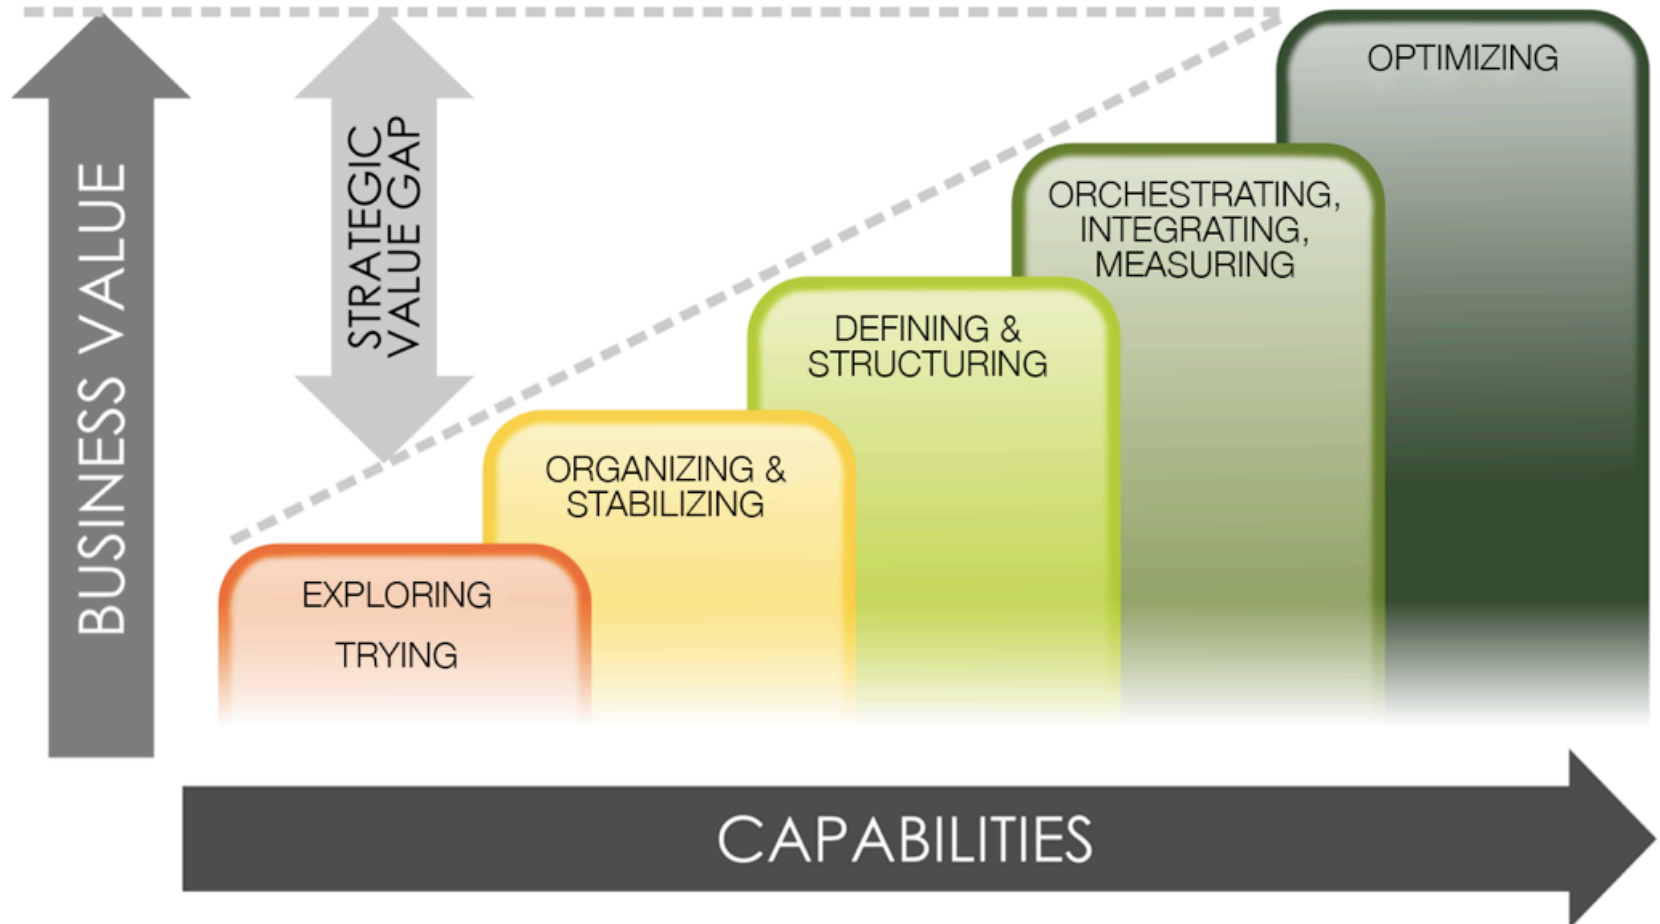 BUSINESS VALUE
STRATEGIC
VALUE GAP
EXPLORING
TRYING
ORGANIZING &
STABILIZING
DEFINING &
STRUCTURING
ORCHESTRATING,
INTEGRATING,
MEASURING
OPTIMIZING
CAPABILITIES